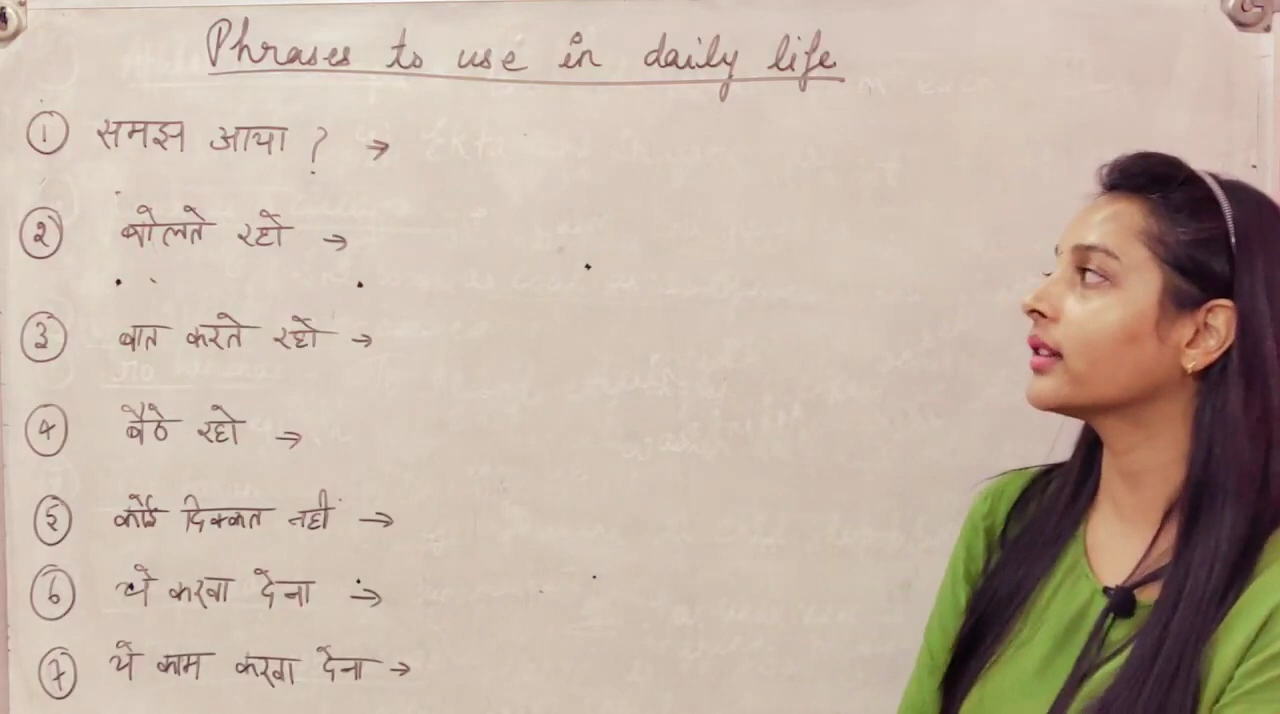 Phrases to use in daily life
① समझ आया ? →
② बोलते रहो →
③ बात करते रहो →
④ बैठे रहो →
⑤ कोई दिक्कत नही →
⑥ ये करवा देना →
⑦ ये काम करवा देना →